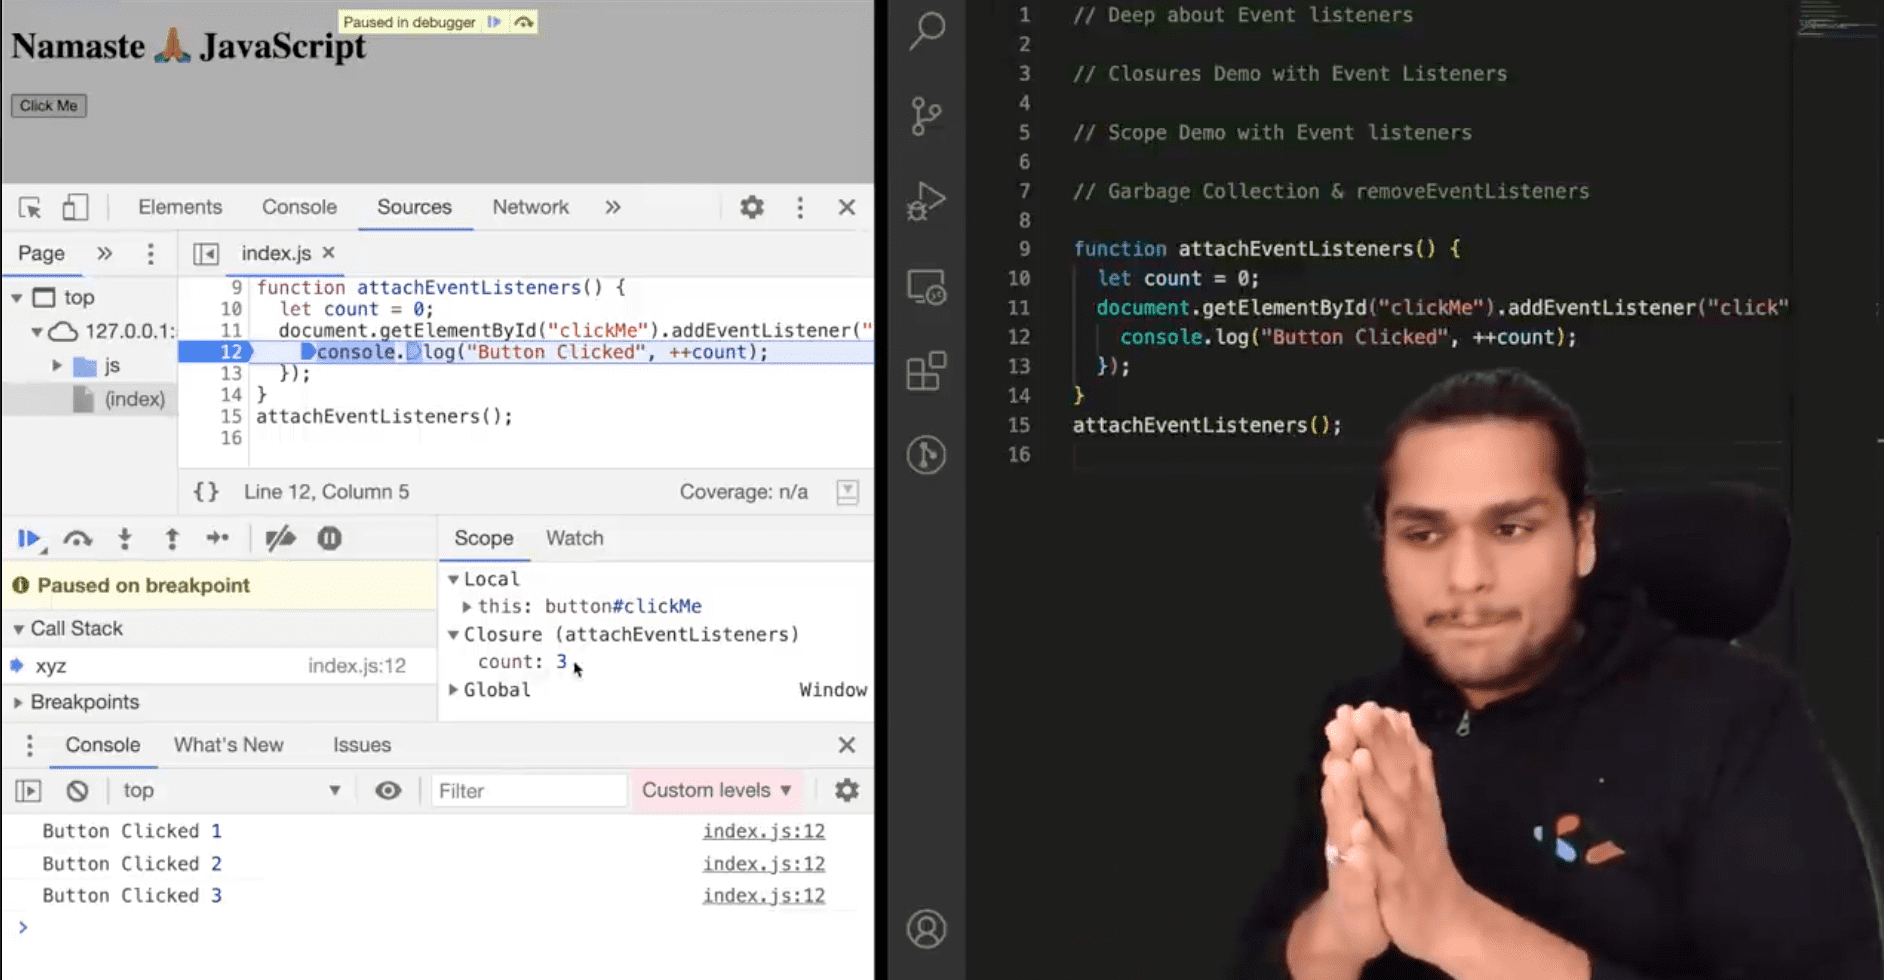 Paused in debugger
Namaste 🙏🏽 JavaScript
Click Me
Elements Console Sources Network »
Page » index.js ×
top
127.0.0.1:
js
(index)
9 function attachEventListeners() {
10 let count = 0;
11 document.getElementById("clickMe").addEventListener("
12 console.log("Button Clicked", ++count);
13 });
14 }
15 attachEventListeners();
16
{} Line 12, Column 5 Coverage: n/a
Scope Watch
Paused on breakpoint
Call Stack
xyz index.js:12
Breakpoints
Local
this: button#clickMe
Closure (attachEventListeners)
count: 3
Global Window
Console What's New Issues
top Filter Custom levels
Button Clicked 1 index.js:12
Button Clicked 2 index.js:12
Button Clicked 3 index.js:12
>
1 // Deep about Event listeners
2
3 // Closures Demo with Event Listeners
4
5 // Scope Demo with Event listeners
6
7 // Garbage Collection & removeEventListeners
8
9 function attachEventListeners() {
10 let count = 0;
11 document.getElementById("clickMe").addEventListener("click"
12 console.log("Button Clicked", ++count);
13 });
14 }
15 attachEventListeners();
16